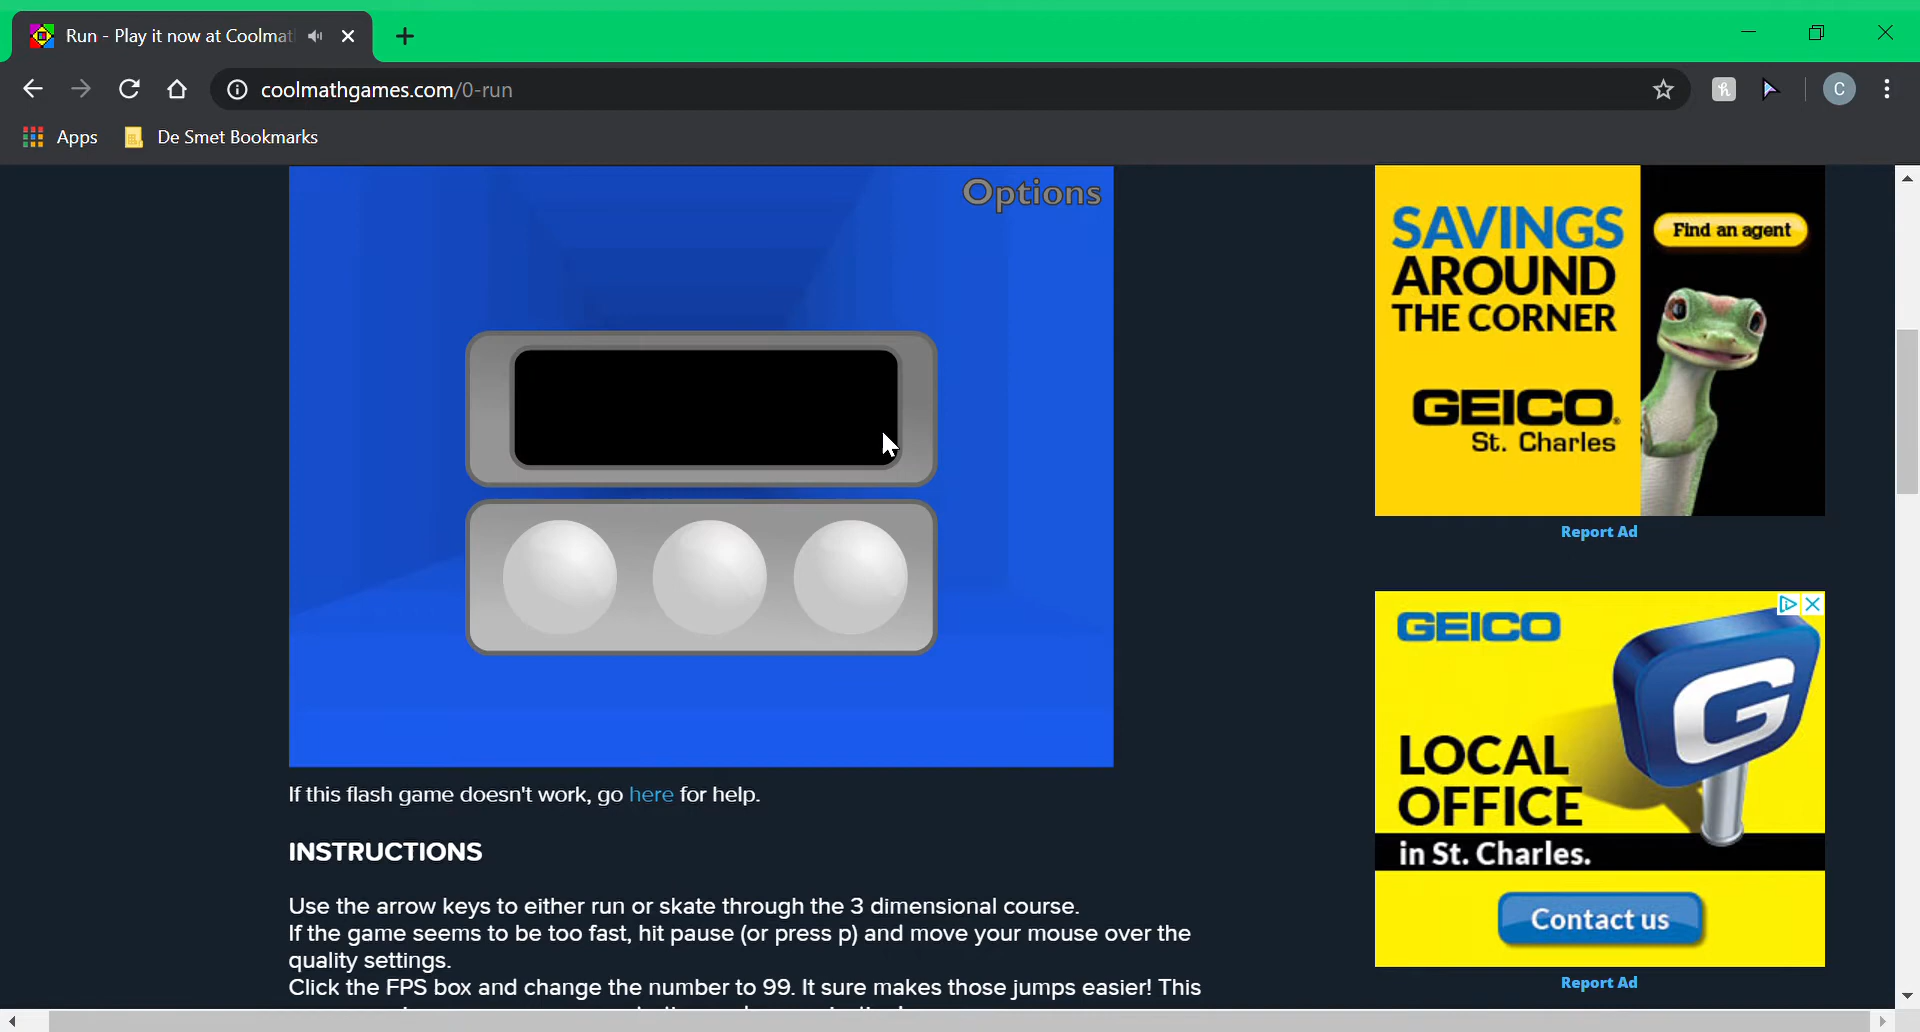 Run - Play it now at Coolmat
coolmathgames.com/0-run
C
Apps
De Smet Bookmarks
Options
SAVINGS
AROUND
THE CORNER
Find an agent
GEICO
St. Charles
Report Ad
GEICO
G
LOCAL
OFFICE
in St. Charles.
Contact us
Report Ad
If this flash game doesn't work, go here for help.
INSTRUCTIONS
Use the arrow keys to either run or skate through the 3 dimensional course.
If the game seems to be too fast, hit pause (or press p) and move your mouse over the
quality settings.
Click the FPS box and change the number to 99. It sure makes those jumps easier! This